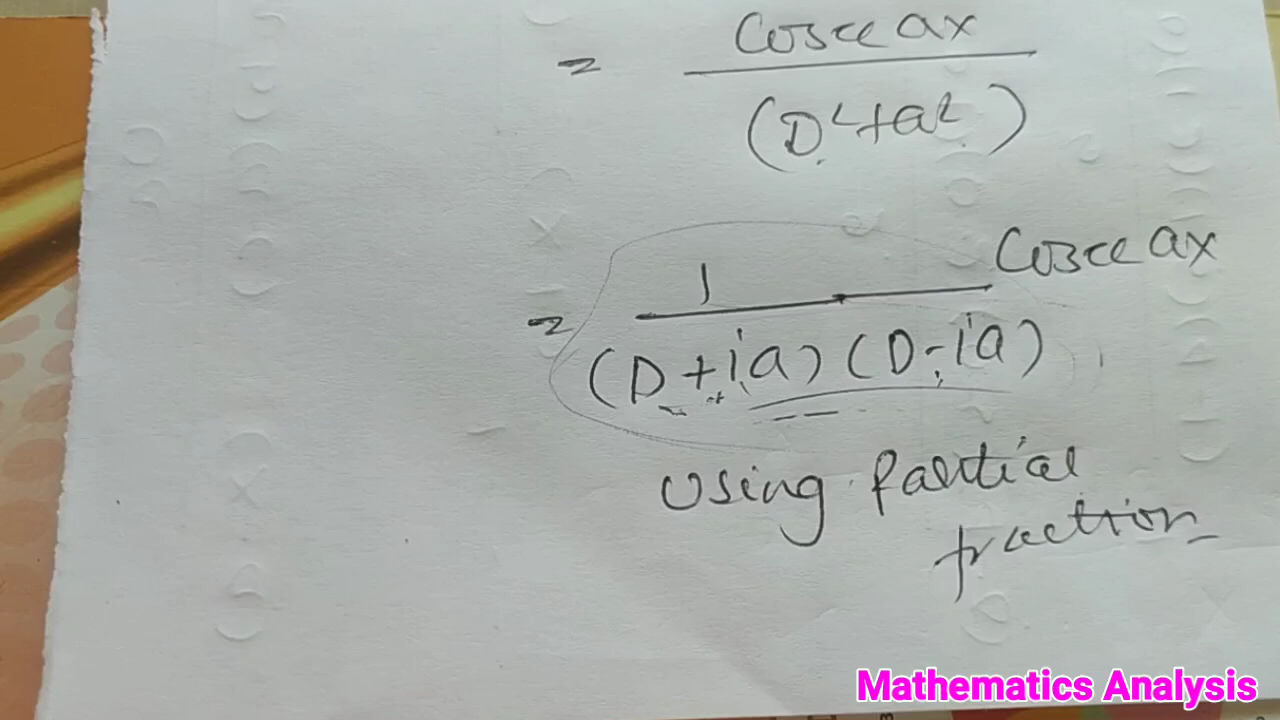 = Cosec ax
(D²+a²)
= 1 Cosec ax
(D+ia) (D-ia)
Using Partial
fraction
Mathematics Analysis